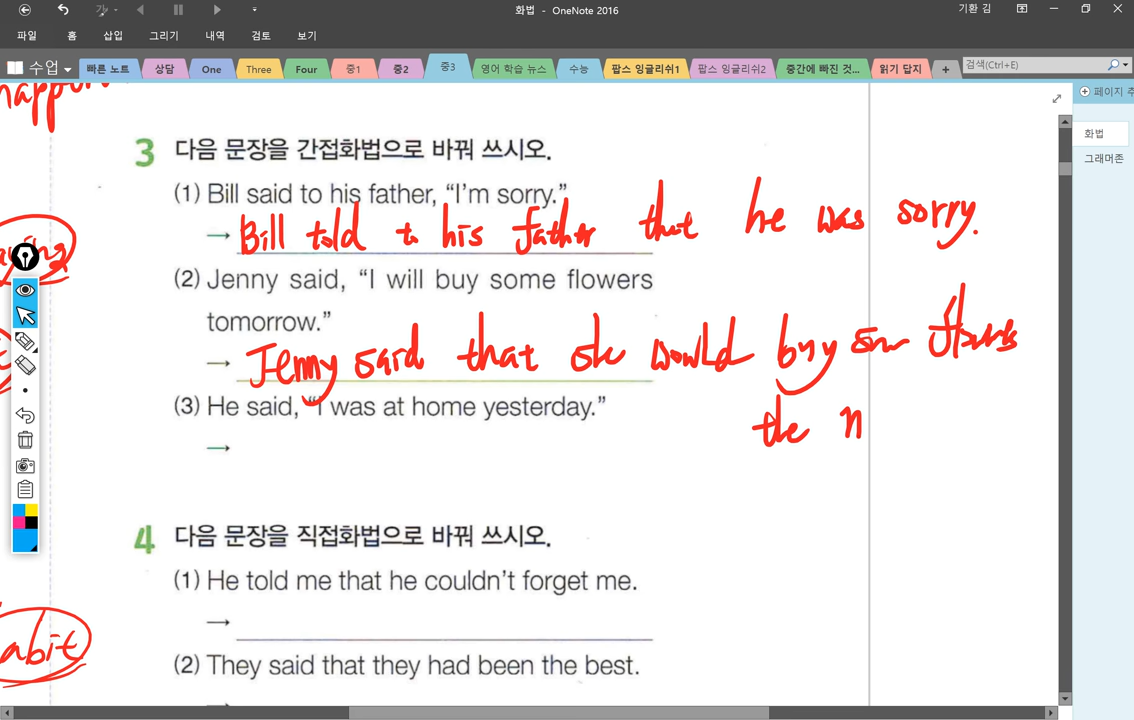 화법 - OneNote 2016
기환 김
파일 홈 삽입 그리기 내역 검토 보기
수업 빠른 노트 상담 One Three Four 중1 중2 중3 영어 학습 뉴스 수능 팝스 잉글리쉬1 팝스 잉글리쉬2 중간에 빠진 것... 읽기 답지 + 검색(Ctrl+E)
페이지 추
화법
그래머존
happen
3 다음 문장을 간접화법으로 바꿔 쓰시오.
(1) Bill said to his father, “I’m sorry.”
→ Bill told to his father that he was sorry.
(2) Jenny said, “I will buy some flowers
tomorrow.”
→ Jenny said that she would buy some flowers
the n
(3) He said, “I was at home yesterday.”
→
4 다음 문장을 직접화법으로 바꿔 쓰시오.
(1) He told me that he couldn’t forget me.
→
(2) They said that they had been the best.
→
abit